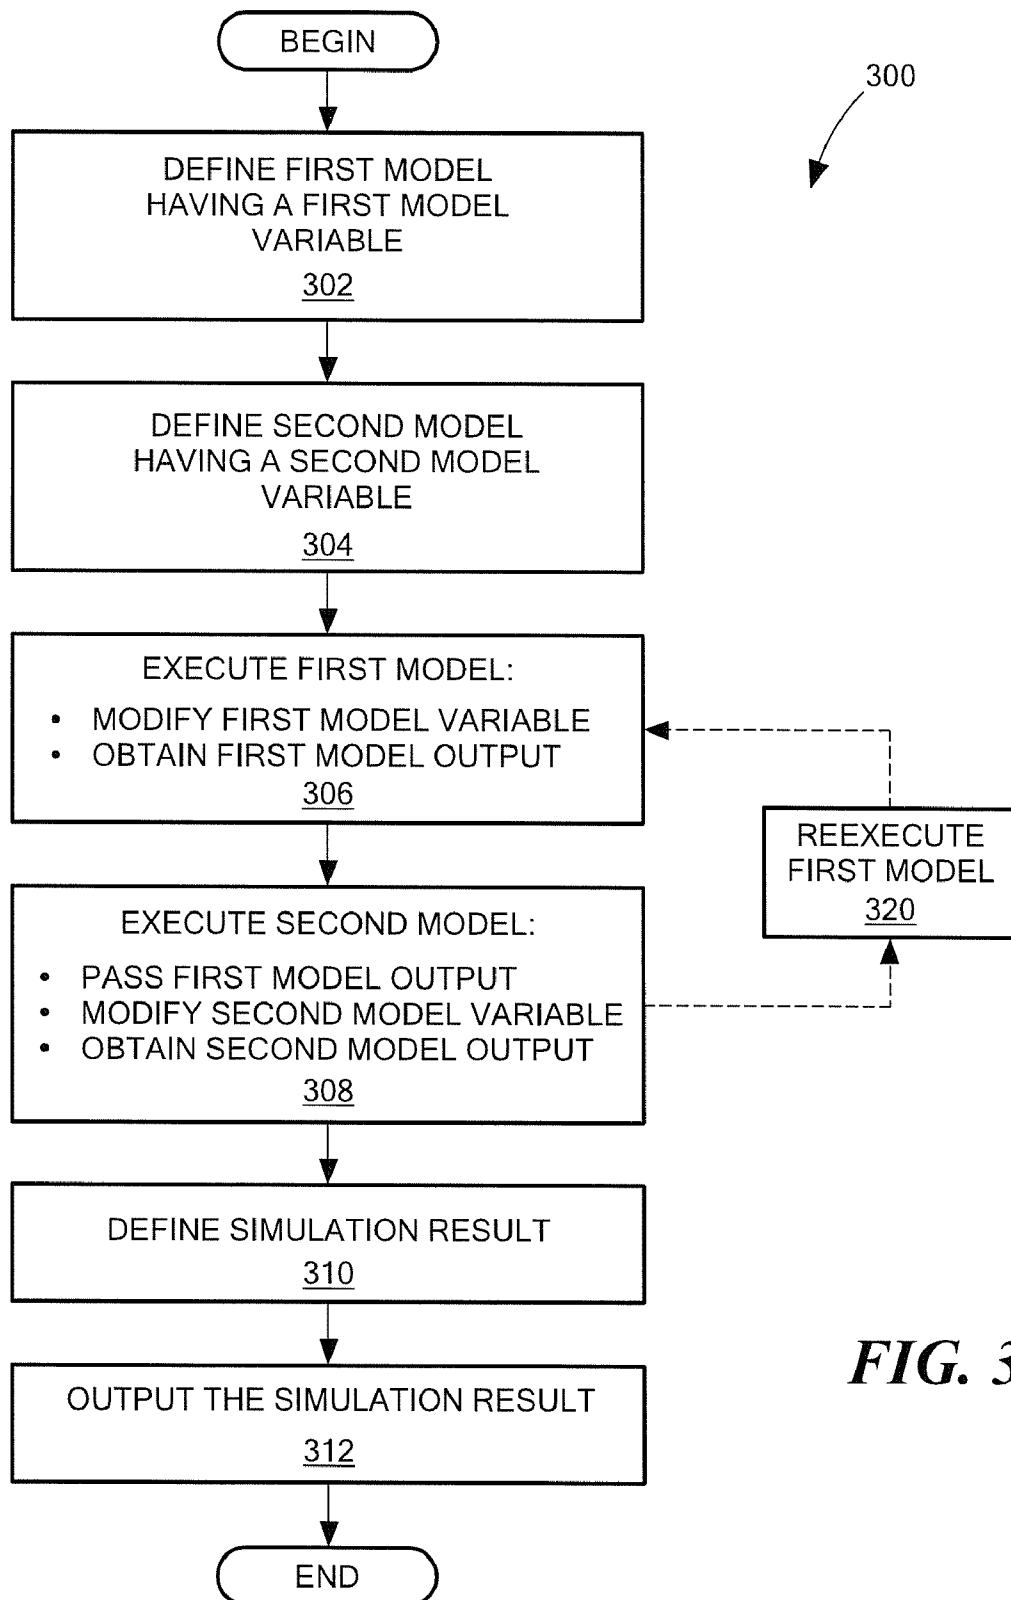 BEGIN
300
DEFINE FIRST MODEL
HAVING A FIRST MODEL
VARIABLE
302
DEFINE SECOND MODEL
HAVING A SECOND MODEL
VARIABLE
304
EXECUTE FIRST MODEL:
• MODIFY FIRST MODEL VARIABLE
• OBTAIN FIRST MODEL OUTPUT
306
REEXECUTE
FIRST MODEL
320
EXECUTE SECOND MODEL:
• PASS FIRST MODEL OUTPUT
• MODIFY SECOND MODEL VARIABLE
• OBTAIN SECOND MODEL OUTPUT
308
DEFINE SIMULATION RESULT
310
FIG. 3
OUTPUT THE SIMULATION RESULT
312
END